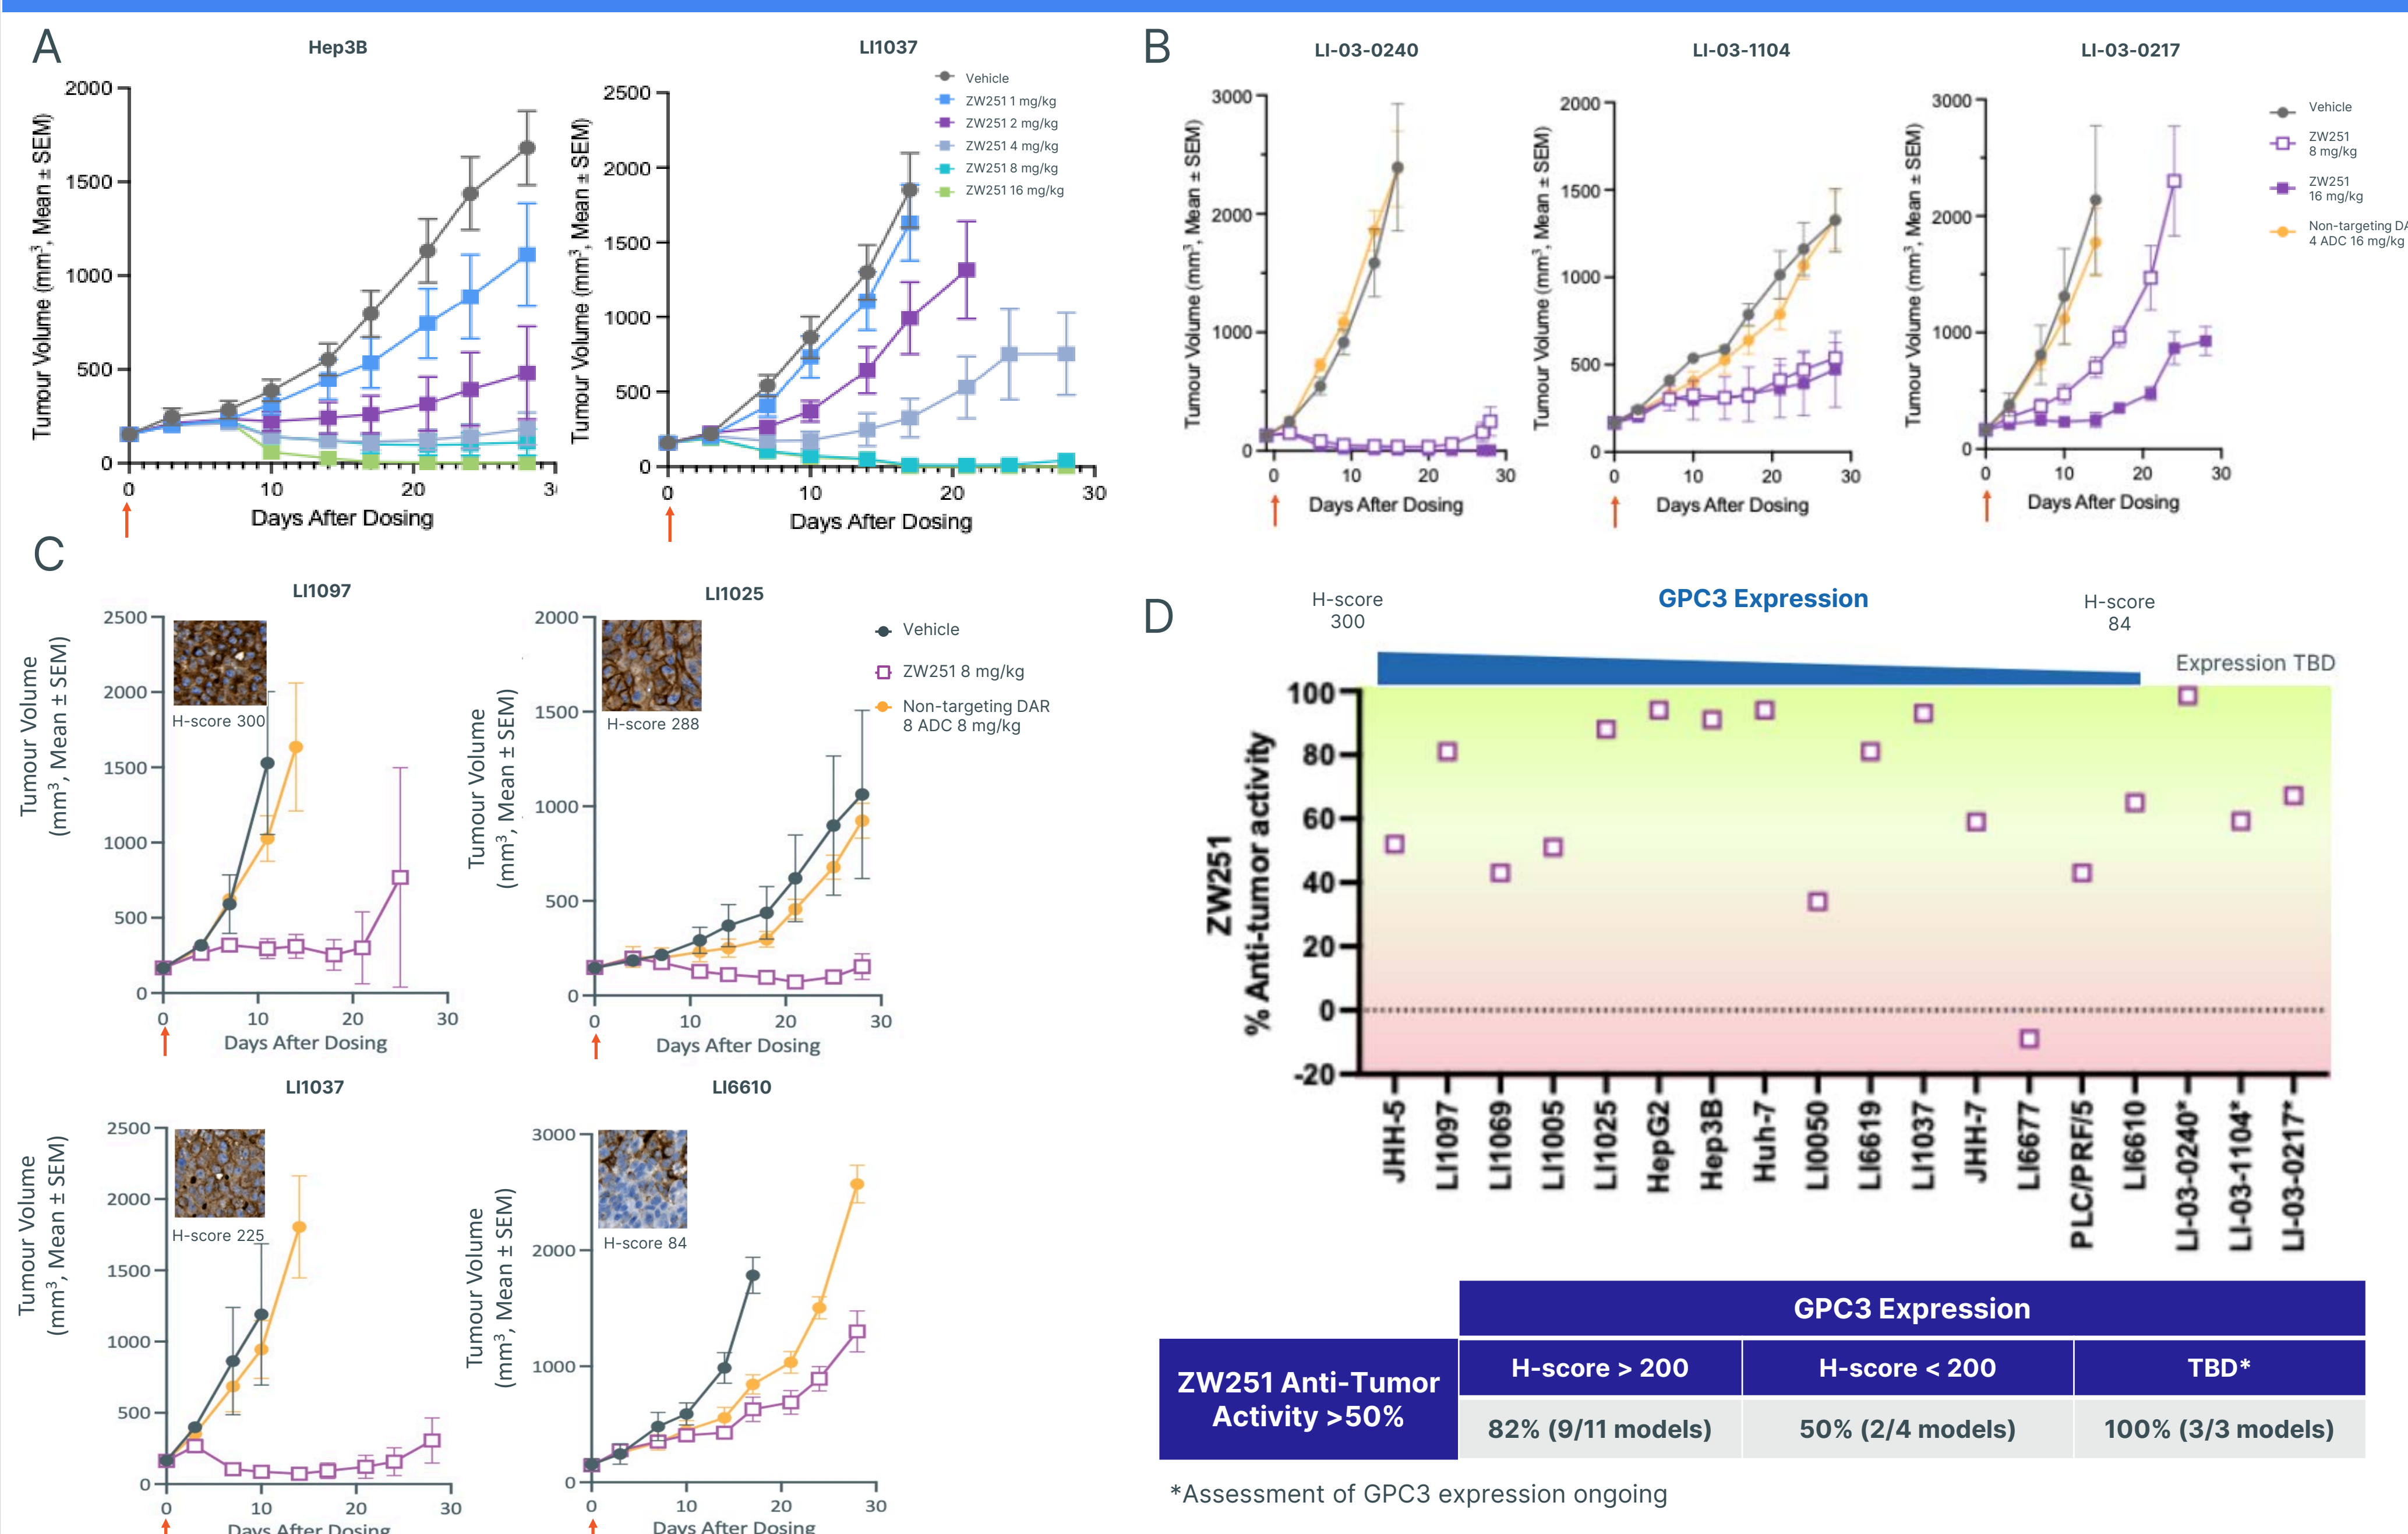 A
Hep3B
Tumour Volume (mm³, Mean ± SEM)
2000
1500
1000
500
0
0
10
20
3
Days After Dosing
LI1037
Tumour Volume (mm³, Mean ± SEM)
2500
2000
1500
1000
500
0
0
10
20
30
Days After Dosing
Vehicle
ZW251 1 mg/kg
ZW251 2 mg/kg
ZW251 4 mg/kg
ZW251 8 mg/kg
ZW251 16 mg/kg
B
LI-03-0240
Tumour Volume (mm³, Mean ± SEM)
3000
2000
1000
0
0
10
20
30
Days After Dosing
LI-03-1104
Tumour Volume (mm³, Mean ± SEM)
2000
1500
1000
500
0
0
10
20
30
Days After Dosing
LI-03-0217
Tumour Volume (mm³, Mean ± SEM)
3000
2000
1000
0
0
10
20
30
Days After Dosing
Vehicle
ZW251
8 mg/kg
ZW251
16 mg/kg
Non-targeting DA
4 ADC 16 mg/kg
C
LI1097
Tumour Volume
(mm³, Mean ± SEM)
2500
2000
1500
1000
500
0
H-score 300
0
10
20
30
Days After Dosing
LI1025
Tumour Volume
(mm³, Mean ± SEM)
2000
1500
1000
500
0
H-score 288
0
10
20
30
Days After Dosing
Vehicle
ZW251 8 mg/kg
Non-targeting DAR
8 ADC 8 mg/kg
LI1037
Tumour Volume
(mm³, Mean ± SEM)
2500
2000
1500
1000
500
0
H-score 225
0
10
20
30
Days After Dosing
LI6610
Tumour Volume
(mm³, Mean ± SEM)
3000
2000
1000
0
H-score 84
0
10
20
30
Days After Dosing
D
H-score
300
GPC3 Expression
H-score
84
Expression TBD
ZW251
% Anti-tumor activity
100
80
60
40
20
0
-20
JHH-5
LI1097
LI1069
LI1005
LI1025
HepG2
Hep3B
Huh-7
LI0050
LI6619
LI1037
JHH-7
LI6677
PLC/PRF/5
LI6610
LI-03-0240*
LI-03-1104*
LI-03-0217*
GPC3 Expression
ZW251 Anti-Tumor
Activity >50%
H-score > 200
H-score < 200
TBD*
82% (9/11 models)
50% (2/4 models)
100% (3/3 models)
*Assessment of GPC3 expression ongoing